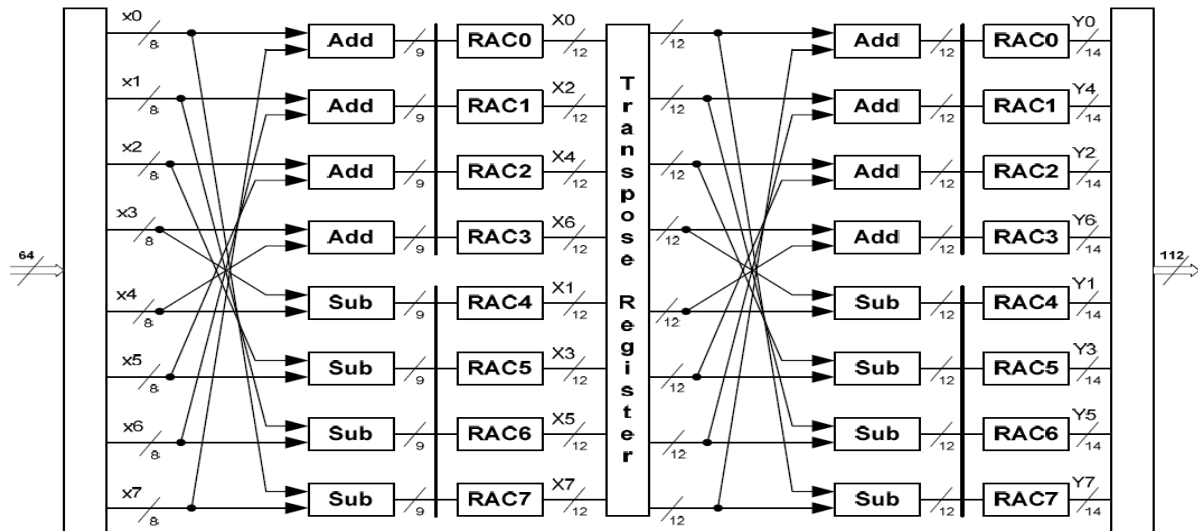 x0 8 Add 9 RAC0 X0 12 12 Add 12 RAC0 Y0 14
x1 8 Add 9 RAC1 X2 12 12 Add 12 RAC1 Y4 14
x2 8 Add 9 RAC2 X4 12 12 Add 12 RAC2 Y2 14
x3 8 Add 9 RAC3 X6 12 12 Add 12 RAC3 Y6 14
64
Transpose Register
112
x4 8 Sub 9 RAC4 X1 12 12 Sub 12 RAC4 Y1 14
x5 8 Sub 9 RAC5 X3 12 12 Sub 12 RAC5 Y3 14
x6 8 Sub 9 RAC6 X5 12 12 Sub 12 RAC6 Y5 14
x7 8 Sub 9 RAC7 X7 12 12 Sub 12 RAC7 Y7 14